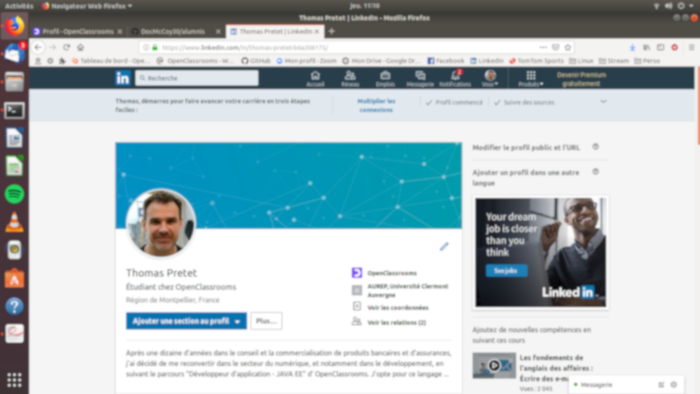 Activités Navigateur Web Firefox jeu. 11:10
Thomas Pretet | LinkedIn - Mozilla Firefox
Profil - OpenClassrooms DocMcCoy30/alumnis Thomas Pretet | LinkedIn
https://www.linkedin.com/in/thomas-pretet-
Tableau de bord - Ope... OpenClassrooms - W... GitHub Mon profil - Zoom Mon Drive - Google Dr... Facebook LinkedIn TomTom Sports Linux Stream Perso
in Recherche Accueil Réseau Emplois Messagerie Notifications Vous Produits Devenir Premium
gratuitement
Thomas, démarrez pour faire avancer votre carrière en trois étapes
faciles :
Multiplier les
connexions
Profil commencé
Suivre des sources
Modifier le profil public et l'URL
Ajouter un profil dans une autre
langue
Your dream
job is closer
than you
think
See jobs
Linked in
Thomas Pretet
Étudiant chez OpenClassrooms
Région de Montpellier, France
Ajouter une section au profil Plus...
OpenClassrooms
AUREP, Université Clermont
Auvergne
Voir les coordonnées
Voir les relations (2)
Après une dizaine d'années dans le conseil et la commercialisation de produits bancaires et d'assurances,
j'ai décidé de me reconvertir dans le secteur du numérique, et notamment dans le développement, en
suivant le parcours "Développeur d'application - JAVA EE" d' OpenClassrooms. J'opte pour ce langage ...
Ajoutez de nouvelles compétences en
suivant ces cours
Les fondements de
l'anglais des affaires :
Écrire des e-ma
Vues : 2 045
Messagerie